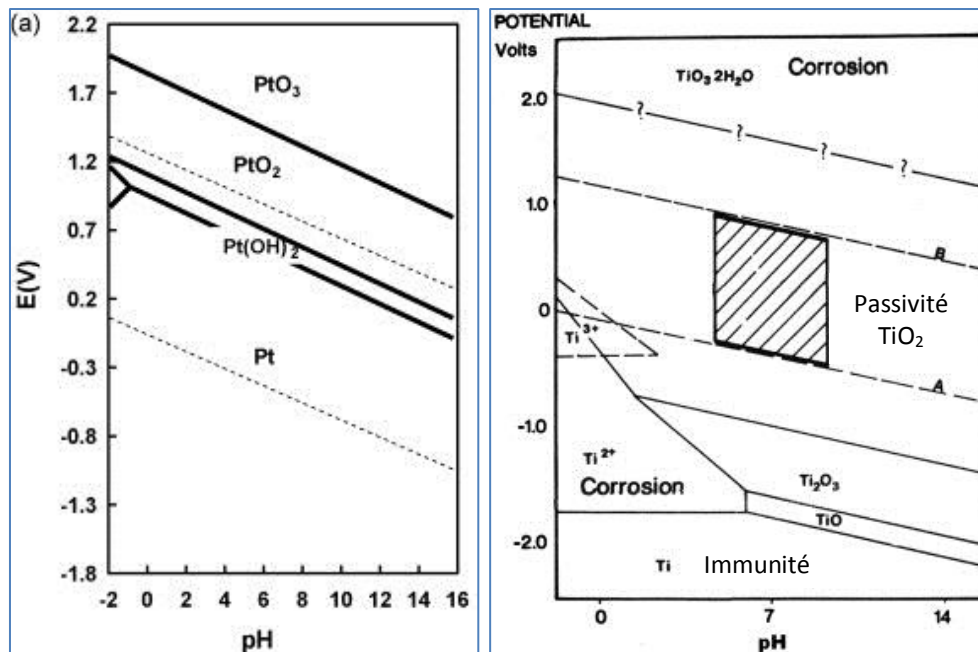 (a)
2.2
1.7
1.2
0.7
0.2
-0.3
-0.8
-1.3
-1.8
E(V)
PtO3
PtO2
Pt(OH)2
Pt
-2 0 2 4 6 8 10 12 14 16
pH
POTENTIAL
Volts
2.0
1.0
0
-1.0
-2.0
TiO3 2H2O
Corrosion
? ? ? ?
B
Passivité
TiO2
Ti3+
A
Ti2+
Corrosion
Ti2O3
TiO
Ti Immunité
0 7 14
pH